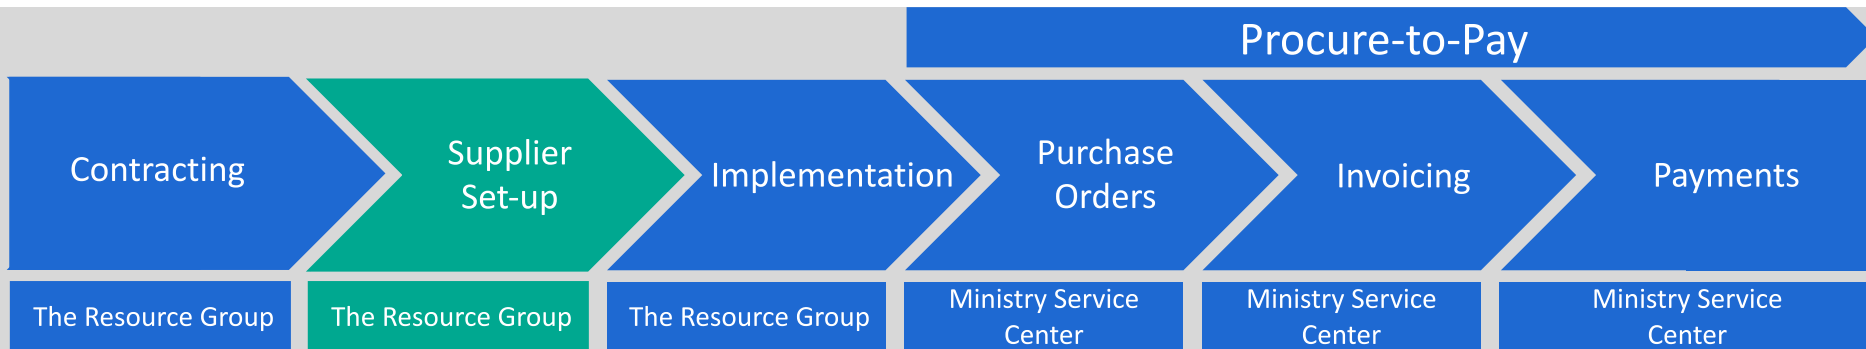 Procure-to-Pay
Contracting
Supplier
Set-up
Implementation
Purchase
Orders
Invoicing
Payments
The Resource Group
The Resource Group
The Resource Group
Ministry Service
Center
Ministry Service
Center
Ministry Service
Center